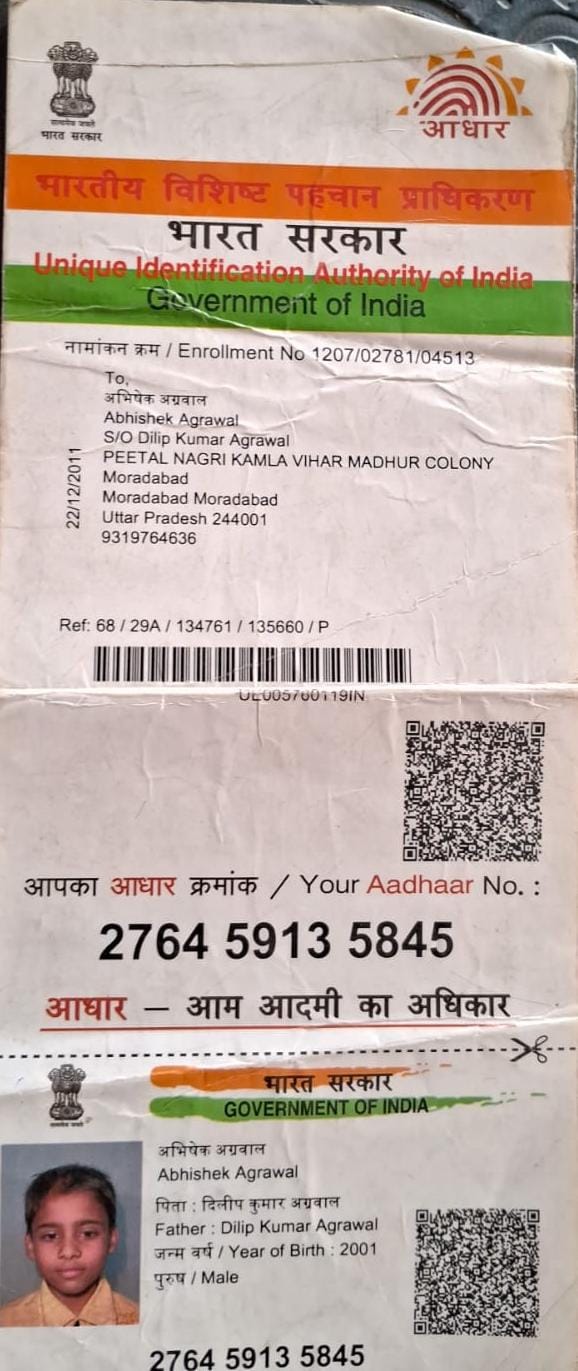 सत्यमेव जयते
भारत सरकार
आधार
भारतीय विशिष्ट पहचान प्राधिकरण
भारत सरकार
Unique Identification Authority of India
Government of India
नामांकन क्रम / Enrollment No 1207/02781/04513
To,
अभिषेक अग्रवाल
Abhishek Agrawal
S/O Dilip Kumar Agrawal
PEETAL NAGRI KAMLA VIHAR MADHUR COLONY
Moradabad
Moradabad Moradabad
Uttar Pradesh 244001
9319764636
22/12/2011
Ref: 68 / 29A / 134761 / 135660 / P
UE005760119IN
आपका आधार क्रमांक / Your Aadhaar No. :
2764 5913 5845
आधार — आम आदमी का अधिकार
भारत सरकार
GOVERNMENT OF INDIA
अभिषेक अग्रवाल
Abhishek Agrawal
पिता : दिलीप कुमार अग्रवाल
Father : Dilip Kumar Agrawal
जन्म वर्ष / Year of Birth : 2001
पुरुष / Male
2764 5913 5845